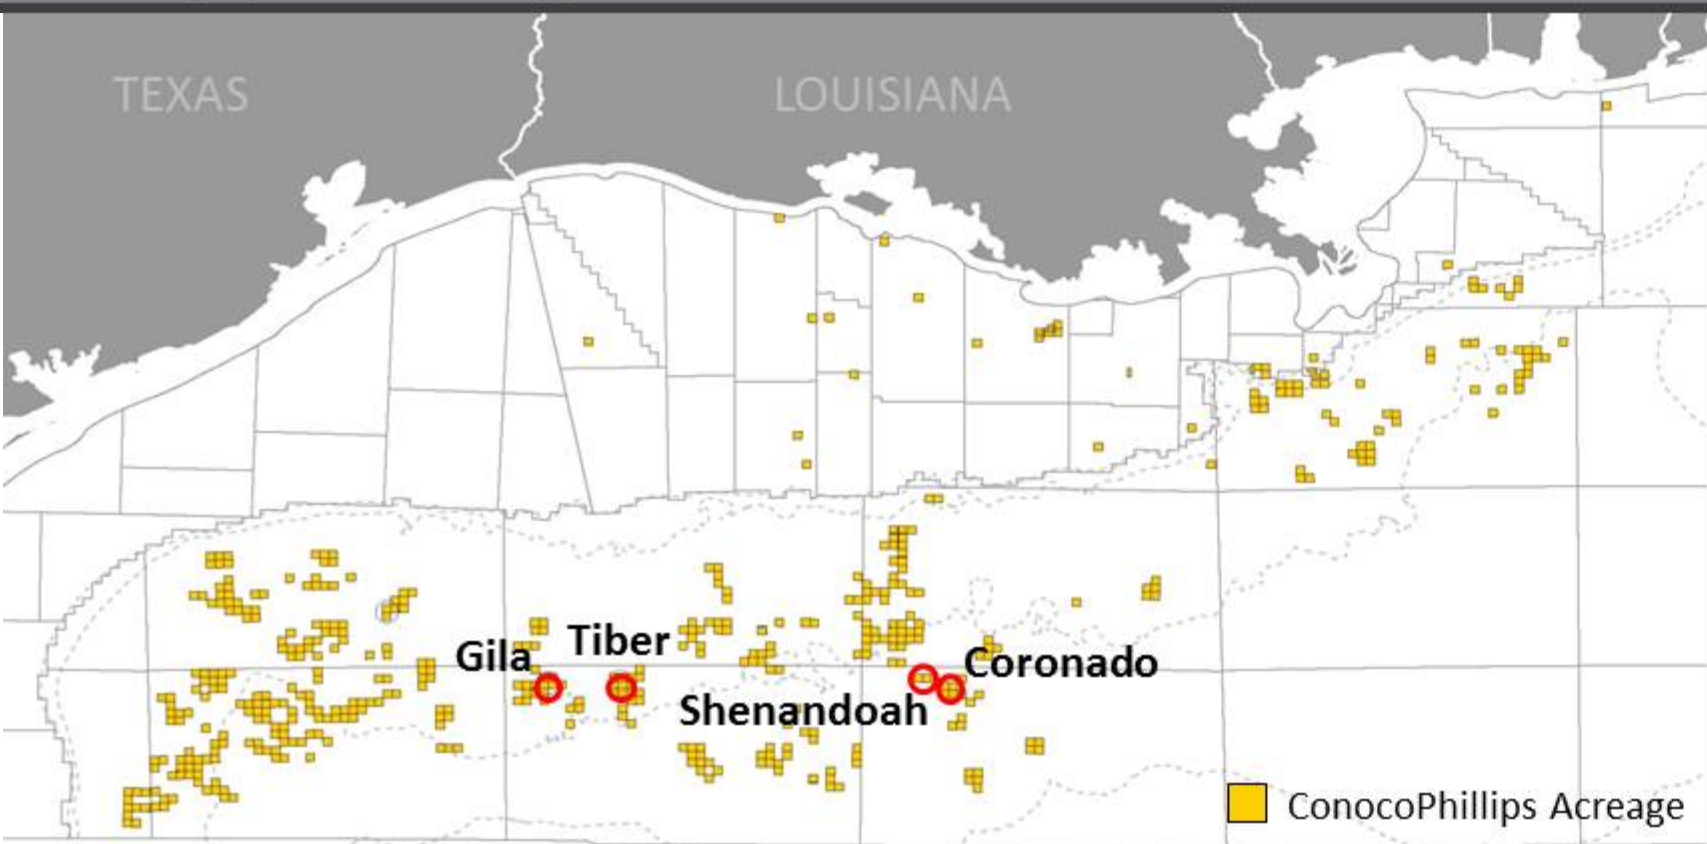 TEXAS
LOUISIANA
Gila
Tiber
Coronado
Shenandoah
ConocoPhillips Acreage